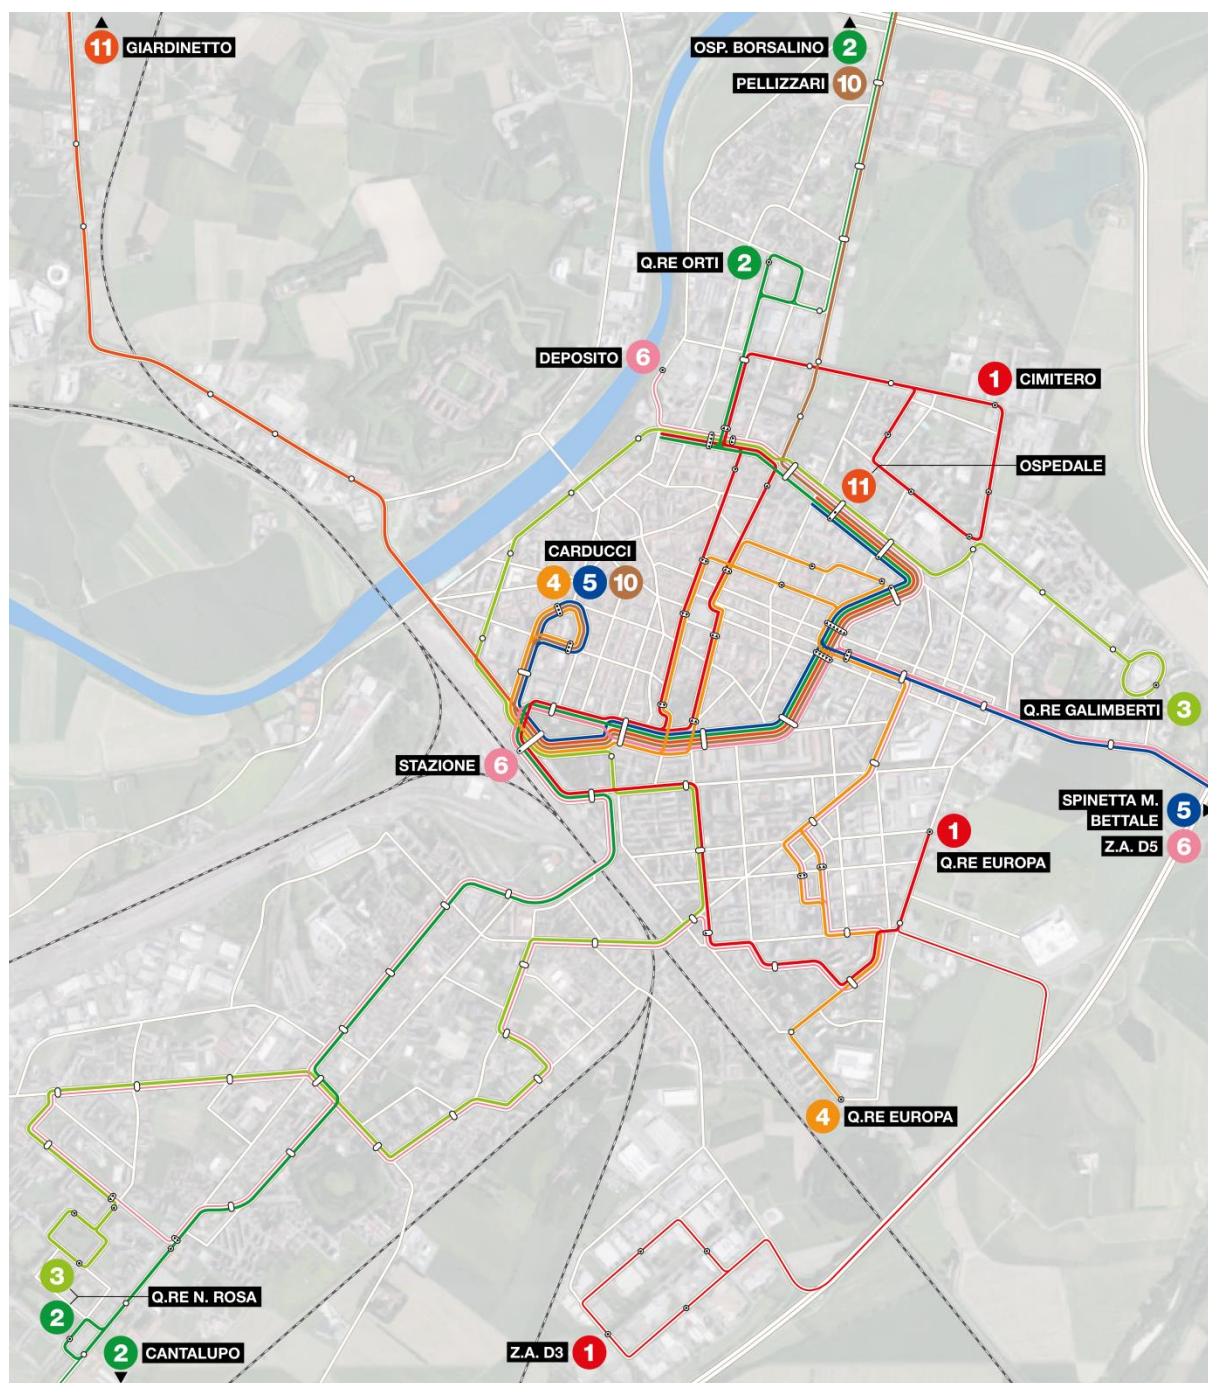 11 GIARDINETTO
OSP. BORSALINO 2
PELLIZZARI 10
Q.RE ORTI 2
DEPOSITO 6
1 CIMITERO
OSPEDALE
11
CARDUCCI
4 5 10
Q.RE GALIMBERTI 3
STAZIONE 6
SPINETTA M.
BETTALE 5
Z.A. D5 6
1
Q.RE EUROPA
4 Q.RE EUROPA
3
Q.RE N. ROSA
2
2 CANTALUPO
Z.A. D3 1